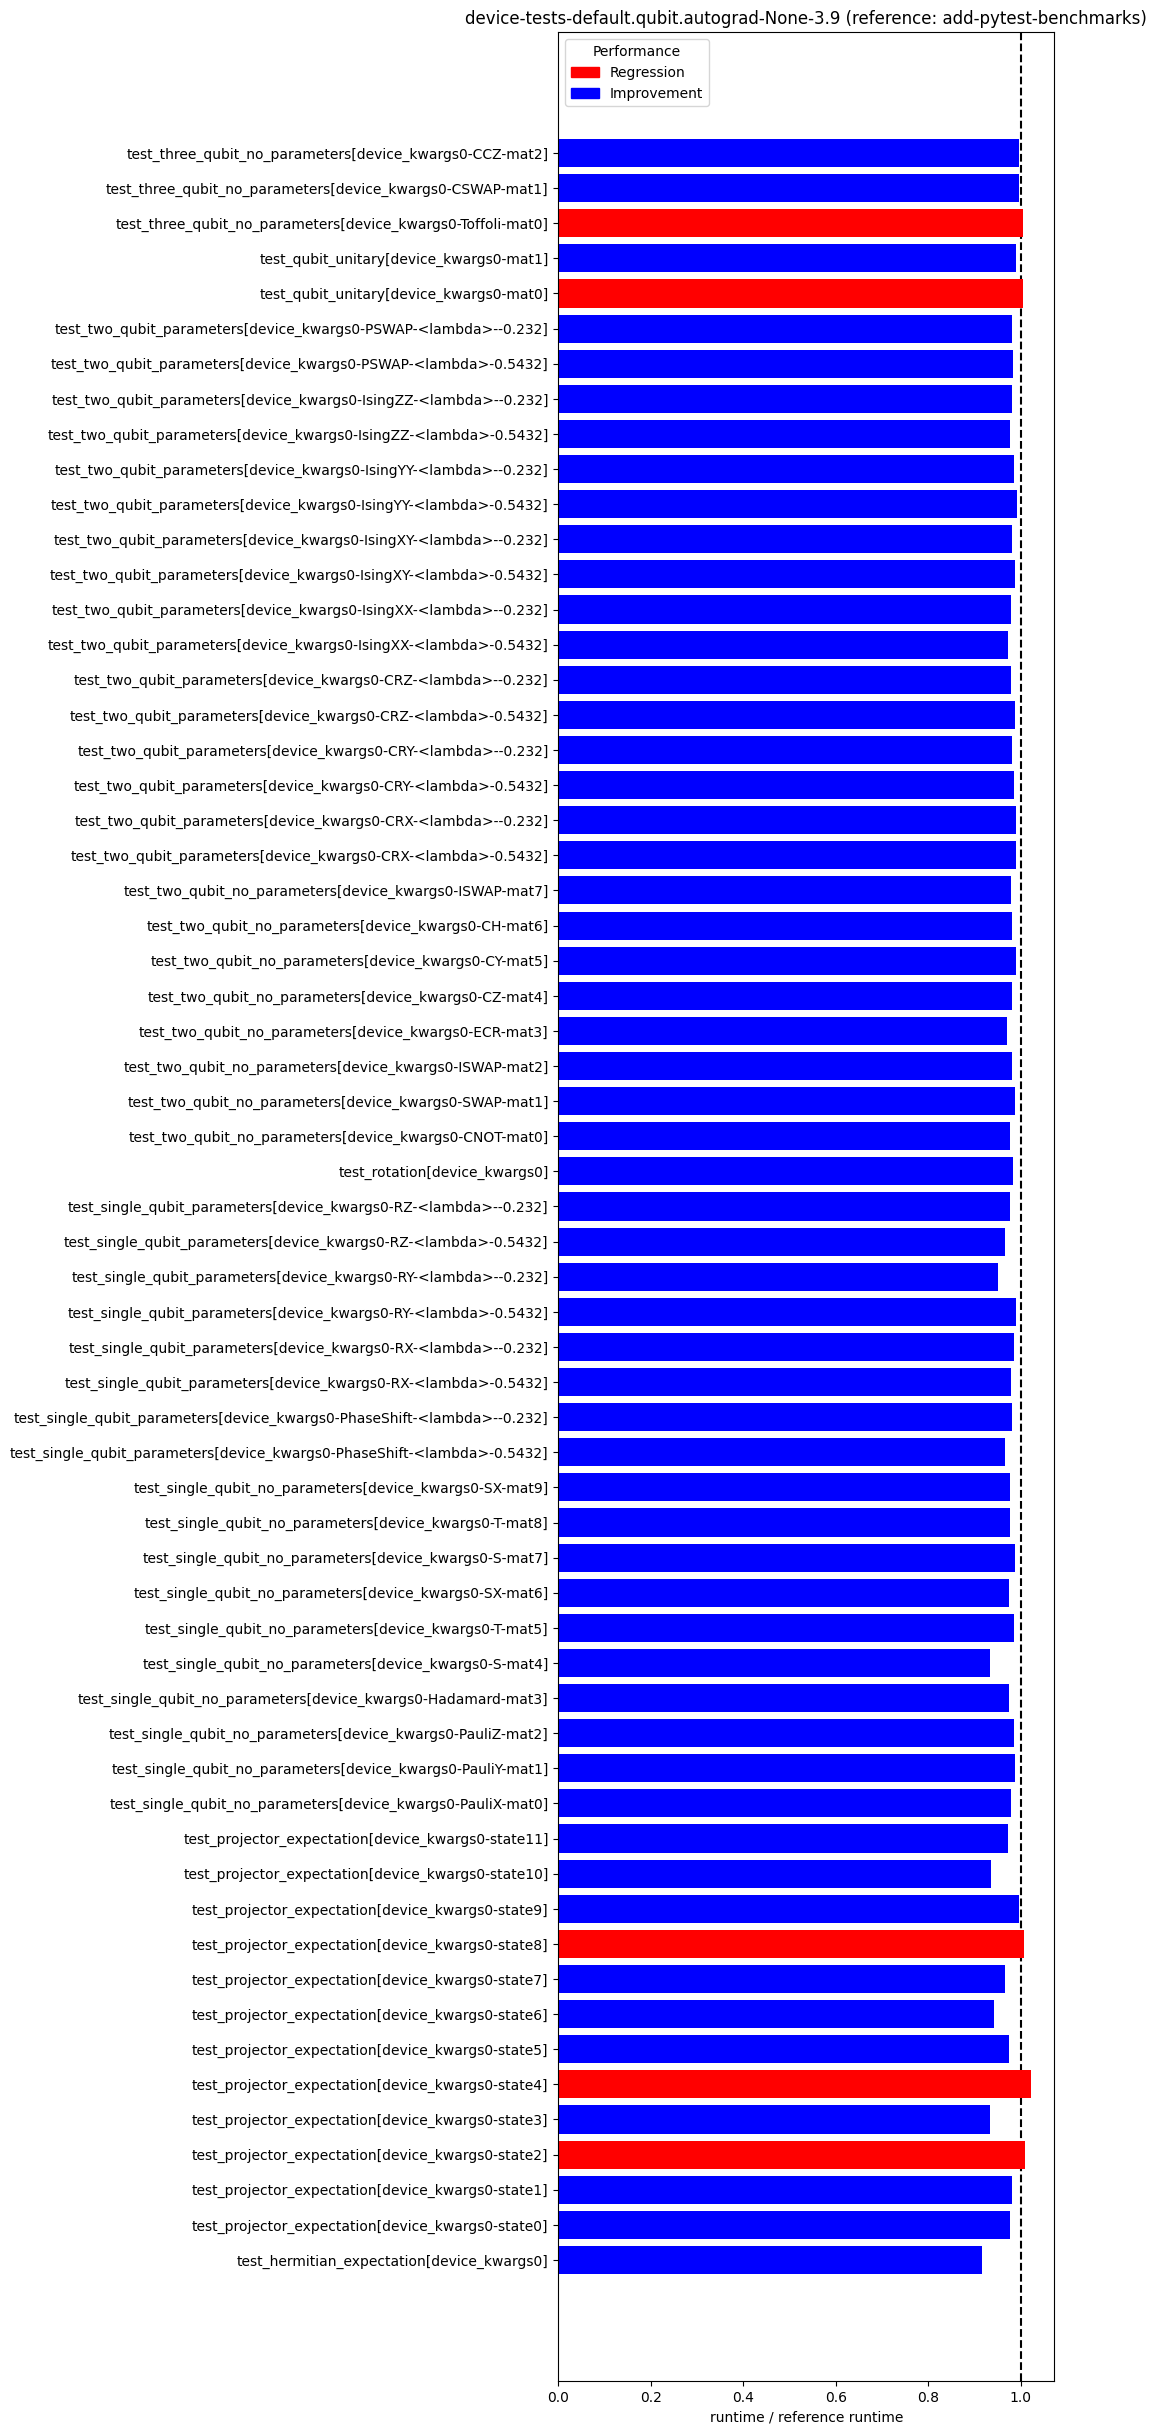 device-tests-default.qubit.autograd-None-3.9 (reference: add-pytest-benchmarks)
Performance
Regression
Improvement
test_three_qubit_no_parameters[device_kwargs0-CCZ-mat2]
test_three_qubit_no_parameters[device_kwargs0-CSWAP-mat1]
test_three_qubit_no_parameters[device_kwargs0-Toffoli-mat0]
test_qubit_unitary[device_kwargs0-mat1]
test_qubit_unitary[device_kwargs0-mat0]
test_two_qubit_parameters[device_kwargs0-PSWAP-<lambda>--0.232]
test_two_qubit_parameters[device_kwargs0-PSWAP-<lambda>-0.5432]
test_two_qubit_parameters[device_kwargs0-IsingZZ-<lambda>--0.232]
test_two_qubit_parameters[device_kwargs0-IsingZZ-<lambda>-0.5432]
test_two_qubit_parameters[device_kwargs0-IsingYY-<lambda>--0.232]
test_two_qubit_parameters[device_kwargs0-IsingYY-<lambda>-0.5432]
test_two_qubit_parameters[device_kwargs0-IsingXY-<lambda>--0.232]
test_two_qubit_parameters[device_kwargs0-IsingXY-<lambda>-0.5432]
test_two_qubit_parameters[device_kwargs0-IsingXX-<lambda>--0.232]
test_two_qubit_parameters[device_kwargs0-IsingXX-<lambda>-0.5432]
test_two_qubit_parameters[device_kwargs0-CRZ-<lambda>--0.232]
test_two_qubit_parameters[device_kwargs0-CRZ-<lambda>-0.5432]
test_two_qubit_parameters[device_kwargs0-CRY-<lambda>--0.232]
test_two_qubit_parameters[device_kwargs0-CRY-<lambda>-0.5432]
test_two_qubit_parameters[device_kwargs0-CRX-<lambda>--0.232]
test_two_qubit_parameters[device_kwargs0-CRX-<lambda>-0.5432]
test_two_qubit_no_parameters[device_kwargs0-ISWAP-mat7]
test_two_qubit_no_parameters[device_kwargs0-CH-mat6]
test_two_qubit_no_parameters[device_kwargs0-CY-mat5]
test_two_qubit_no_parameters[device_kwargs0-CZ-mat4]
test_two_qubit_no_parameters[device_kwargs0-ECR-mat3]
test_two_qubit_no_parameters[device_kwargs0-ISWAP-mat2]
test_two_qubit_no_parameters[device_kwargs0-SWAP-mat1]
test_two_qubit_no_parameters[device_kwargs0-CNOT-mat0]
test_rotation[device_kwargs0]
test_single_qubit_parameters[device_kwargs0-RZ-<lambda>--0.232]
test_single_qubit_parameters[device_kwargs0-RZ-<lambda>-0.5432]
test_single_qubit_parameters[device_kwargs0-RY-<lambda>--0.232]
test_single_qubit_parameters[device_kwargs0-RY-<lambda>-0.5432]
test_single_qubit_parameters[device_kwargs0-RX-<lambda>--0.232]
test_single_qubit_parameters[device_kwargs0-RX-<lambda>-0.5432]
test_single_qubit_parameters[device_kwargs0-PhaseShift-<lambda>--0.232]
test_single_qubit_parameters[device_kwargs0-PhaseShift-<lambda>-0.5432]
test_single_qubit_no_parameters[device_kwargs0-SX-mat9]
test_single_qubit_no_parameters[device_kwargs0-T-mat8]
test_single_qubit_no_parameters[device_kwargs0-S-mat7]
test_single_qubit_no_parameters[device_kwargs0-SX-mat6]
test_single_qubit_no_parameters[device_kwargs0-T-mat5]
test_single_qubit_no_parameters[device_kwargs0-S-mat4]
test_single_qubit_no_parameters[device_kwargs0-Hadamard-mat3]
test_single_qubit_no_parameters[device_kwargs0-PauliZ-mat2]
test_single_qubit_no_parameters[device_kwargs0-PauliY-mat1]
test_single_qubit_no_parameters[device_kwargs0-PauliX-mat0]
test_projector_expectation[device_kwargs0-state11]
test_projector_expectation[device_kwargs0-state10]
test_projector_expectation[device_kwargs0-state9]
test_projector_expectation[device_kwargs0-state8]
test_projector_expectation[device_kwargs0-state7]
test_projector_expectation[device_kwargs0-state6]
test_projector_expectation[device_kwargs0-state5]
test_projector_expectation[device_kwargs0-state4]
test_projector_expectation[device_kwargs0-state3]
test_projector_expectation[device_kwargs0-state2]
test_projector_expectation[device_kwargs0-state1]
test_projector_expectation[device_kwargs0-state0]
test_hermitian_expectation[device_kwargs0]
0.0 0.2 0.4 0.6 0.8 1.0
runtime / reference runtime